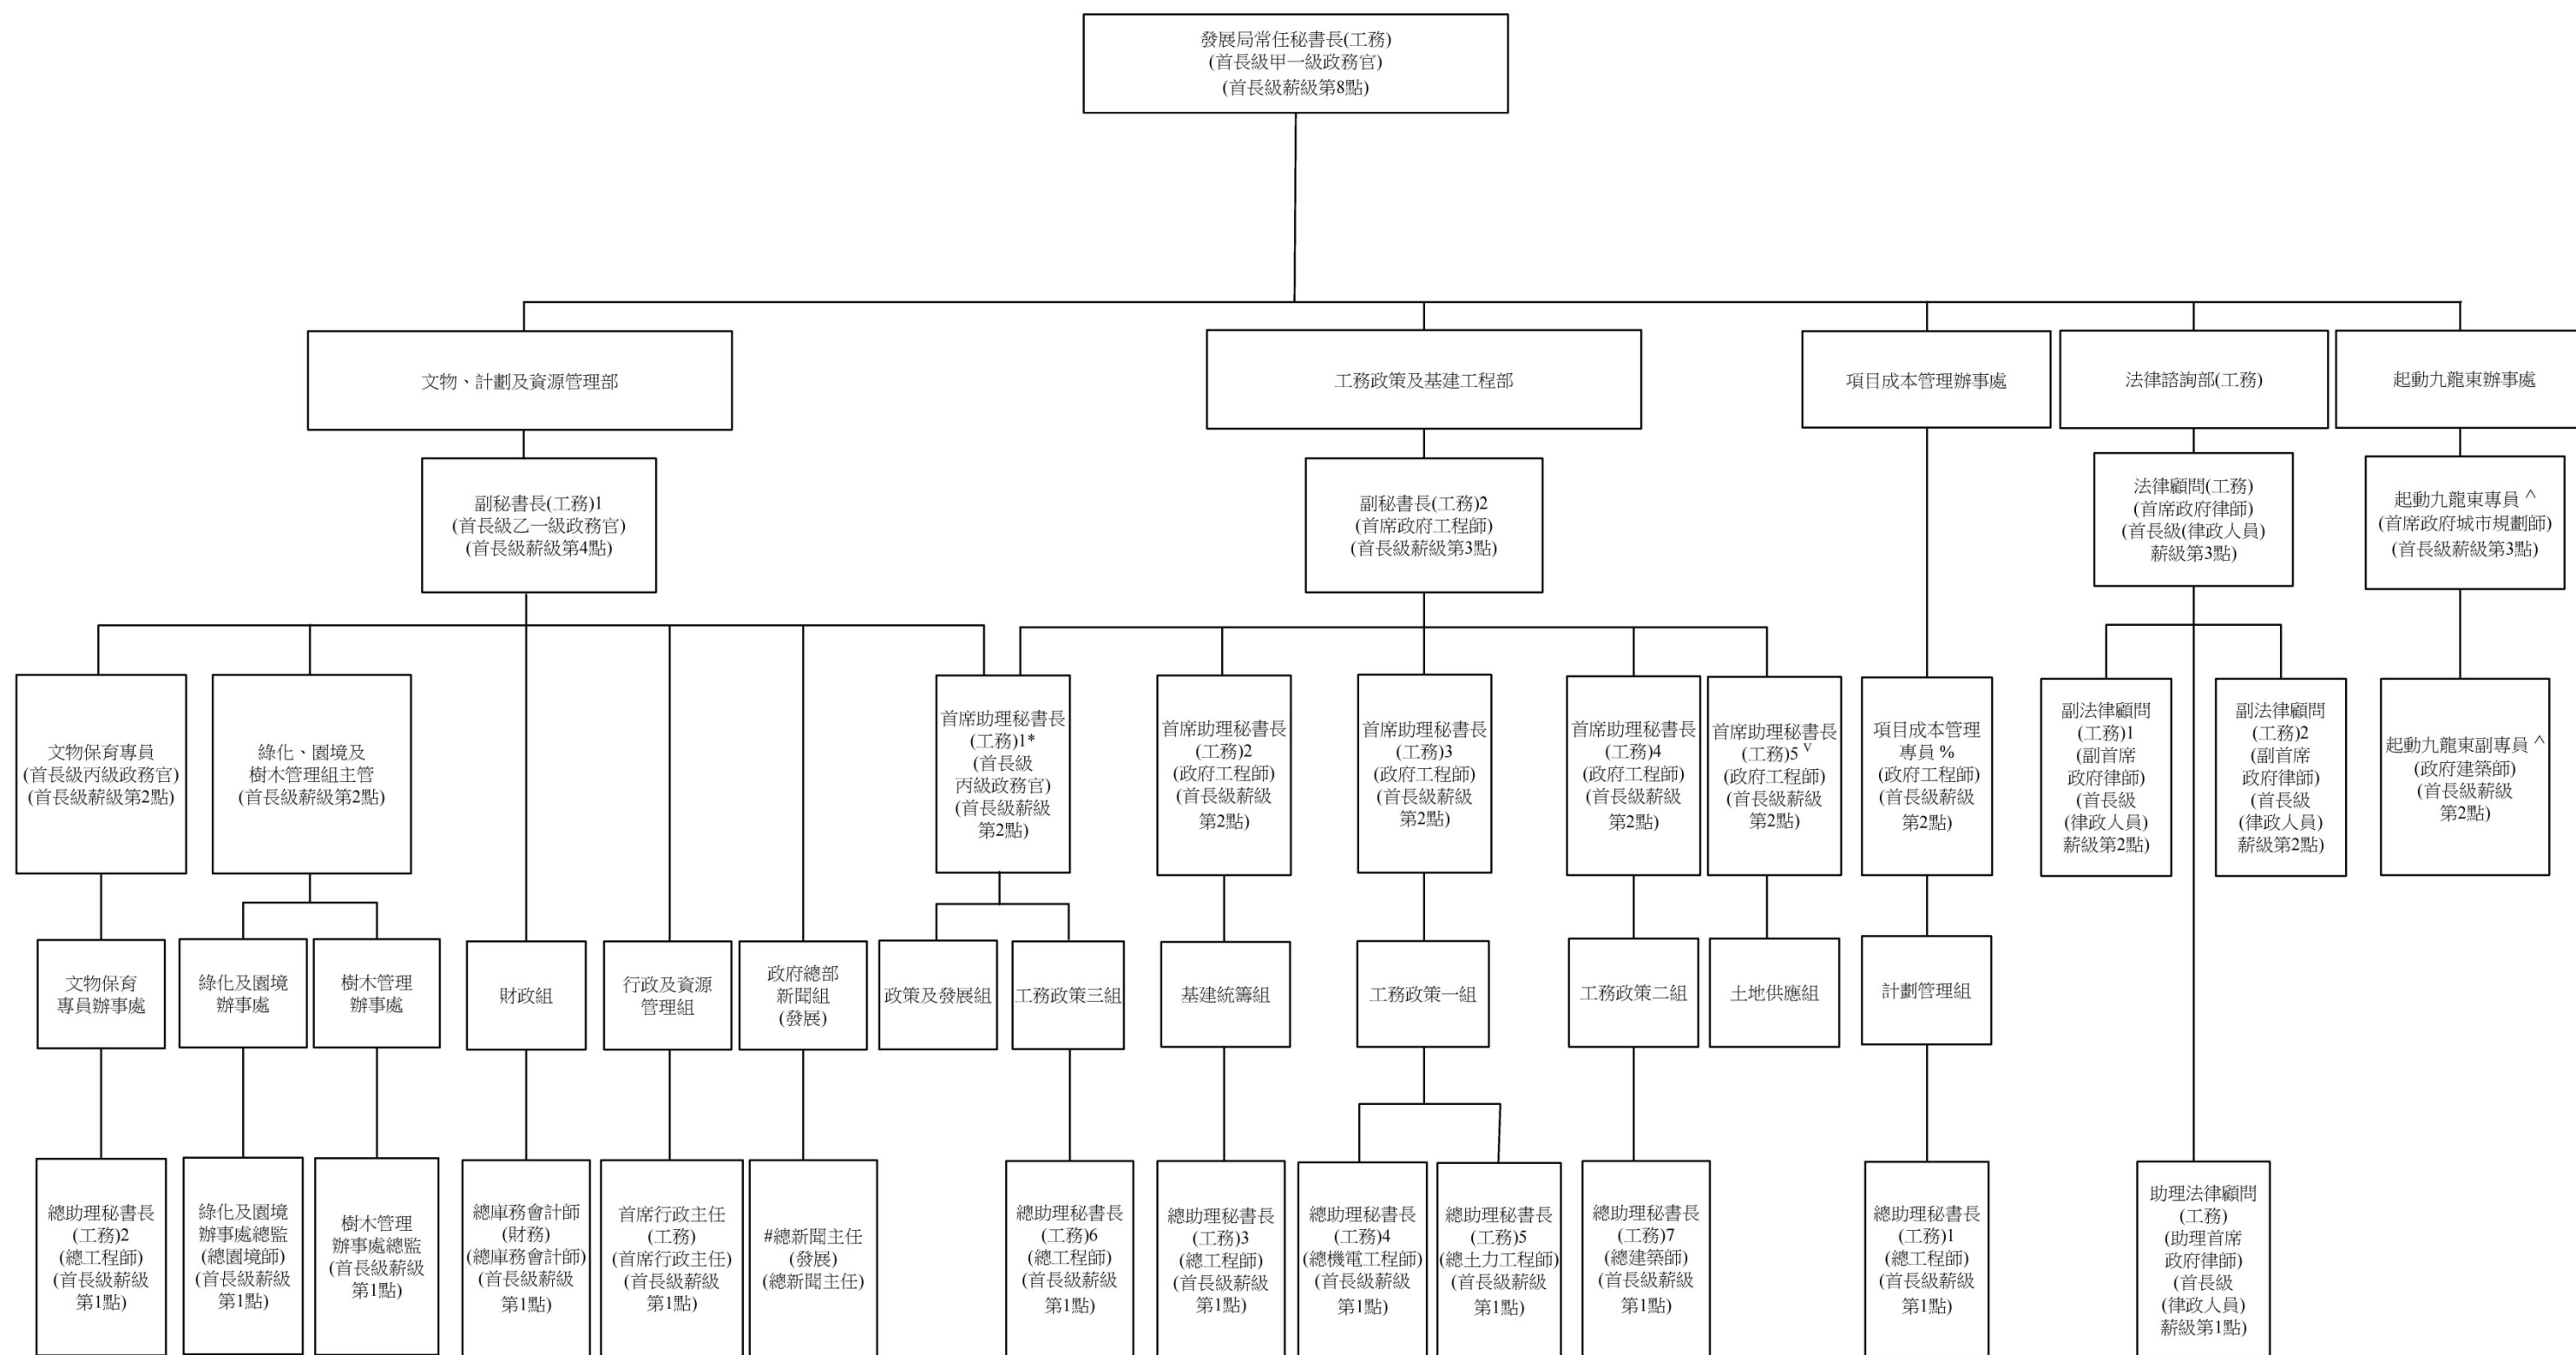 發展局常任秘書長(工務)
(首長級甲一級政務官)
(首長級薪級第8點)
文物、計劃及資源管理部
工務政策及基建工程部
項目成本管理辦事處
法律諮詢部(工務)
起動九龍東辦事處
副秘書長(工務)1
(首長級乙一級政務官)
(首長級薪級第4點)
副秘書長(工務)2
(首席政府工程師)
(首長級薪級第3點)
法律顧問(工務)
(首席政府律師)
(首長級(律政人員)
薪級第3點)
起動九龍東專員 ^
(首席政府城市規劃師)
(首長級薪級第3點)
文物保育專員
(首長級丙級政務官)
(首長級薪級第2點)
綠化、園境及
樹木管理組主管
(首長級薪級第2點)
首席助理秘書長
(工務)1*
(首長級
丙級政務官)
(首長級薪級
第2點)
首席助理秘書長
(工務)2
(政府工程師)
(首長級薪級
第2點)
首席助理秘書長
(工務)3
(政府工程師)
(首長級薪級
第2點)
首席助理秘書長
(工務)4
(政府工程師)
(首長級薪級
第2點)
首席助理秘書長
(工務)5 V
(政府工程師)
(首長級薪級
第2點)
項目成本管理
專員 %
(政府工程師)
(首長級薪級
第2點)
副法律顧問
(工務)1
(副首席
政府律師)
(首長級
(律政人員)
薪級第2點)
副法律顧問
(工務)2
(副首席
政府律師)
(首長級
(律政人員)
薪級第2點)
起動九龍東副專員 ^
(政府建築師)
(首長級薪級
第2點)
文物保育
專員辦事處
綠化及園境
辦事處
樹木管理
辦事處
財政組
行政及資源
管理組
政府總部
新聞組
(發展)
政策及發展組
工務政策三組
基建統籌組
工務政策一組
工務政策二組
土地供應組
計劃管理組
總助理秘書長
(工務)2
(總工程師)
(首長級薪級
第1點)
綠化及園境
辦事處總監
(總園境師)
(首長級薪級
第1點)
樹木管理
辦事處總監
(首長級薪級
第1點)
總庫務會計師
(財務)
(總庫務會計師)
(首長級薪級
第1點)
首席行政主任
(工務)
(首席行政主任)
(首長級薪級
第1點)
#總新聞主任
(發展)
(總新聞主任)
總助理秘書長
(工務)6
(總工程師)
(首長級薪級
第1點)
總助理秘書長
(工務)3
(總工程師)
(首長級薪級
第1點)
總助理秘書長
(工務)4
(總機電工程師)
(首長級薪級
第1點)
總助理秘書長
(工務)5
(總土力工程師)
(首長級薪級
第1點)
總助理秘書長
(工務)7
(總建築師)
(首長級薪級
第1點)
總助理秘書長
(工務)1
(總工程師)
(首長級薪級
第1點)
助理法律顧問
(工務)
(助理首席
政府律師)
(首長級
(律政人員)
薪級第1點)